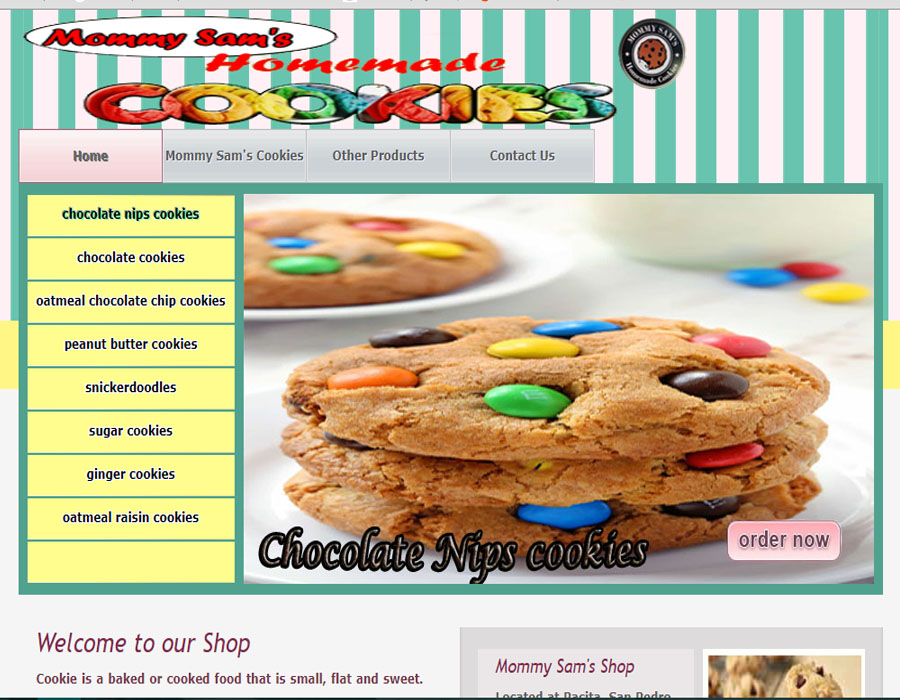 Mommy Sam's
Homemade
COOKIES
MOMMY SAM'S
Homemade Cookies
Home
Mommy Sam's Cookies
Other Products
Contact Us
chocolate nips cookies
chocolate cookies
oatmeal chocolate chip cookies
peanut butter cookies
snickerdoodles
sugar cookies
ginger cookies
oatmeal raisin cookies
Chocolate Nips cookies
order now
Welcome to our Shop
Cookie is a baked or cooked food that is small, flat and sweet.
Mommy Sam's Shop
Located at Pacita, San Pedro